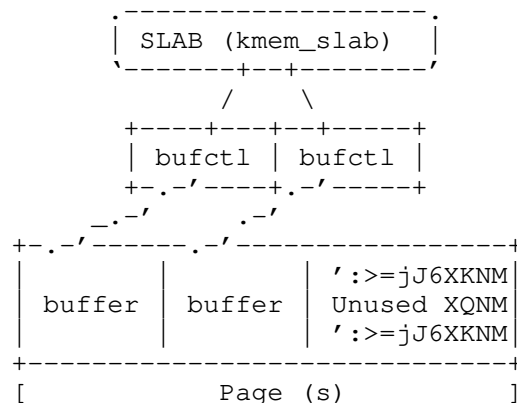 SLAB (kmem_slab)
bufctl bufctl
':>=jJ6XKNM
buffer buffer Unused XQNM
':>=jJ6XKNM
[ Page (s) ]